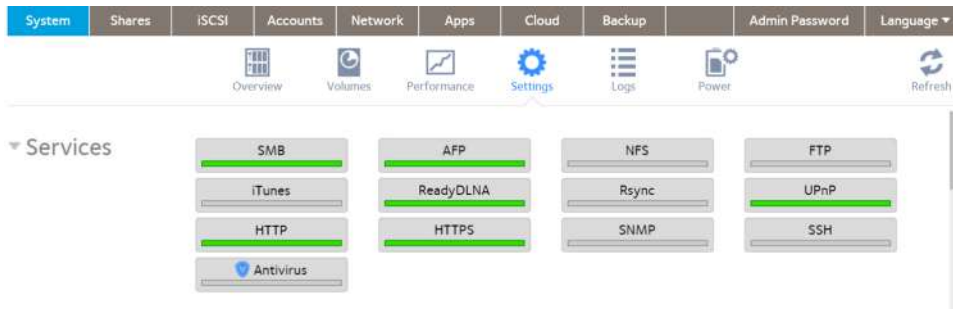 System Shares iSCSI Accounts Network Apps Cloud Backup Admin Password Language
Overview Volumes Performance Settings Logs Power Refresh
Services
SMB AFP NFS FTP
iTunes ReadyDLNA Rsync UPnP
HTTP HTTPS SNMP SSH
Antivirus